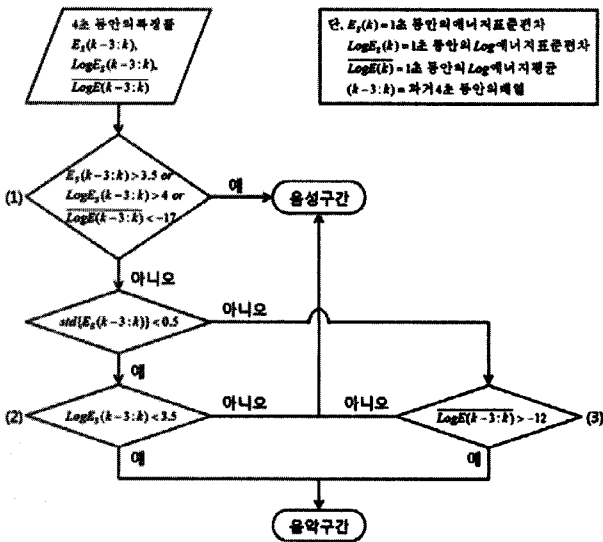 4초 동안의 특징들
E_S(k-3:k),
LogE_S(k-3:k),
LogE(k-3:k)
단, E_S(k) = 1초 동안의 에너지 표준편차
LogE_S(k) = 1초 동안의 Log에너지 표준편차
LogE(k) = 1초 동안의 Log에너지 평균
(k-3:k) = 과거 4초 동안의 배열
(1)
E_S(k-3:k) > 3.5 or
LogE_S(k-3:k) > 4 or
LogE(k-3:k) < -17
예
음성구간
아니오
std{E_S(k-3:k)} < 0.5
아니오
예
(2)
LogE_S(k-3:k) < 3.5
아니오
아니오
LogE(k-3:k) > -12
(3)
예
예
음악구간